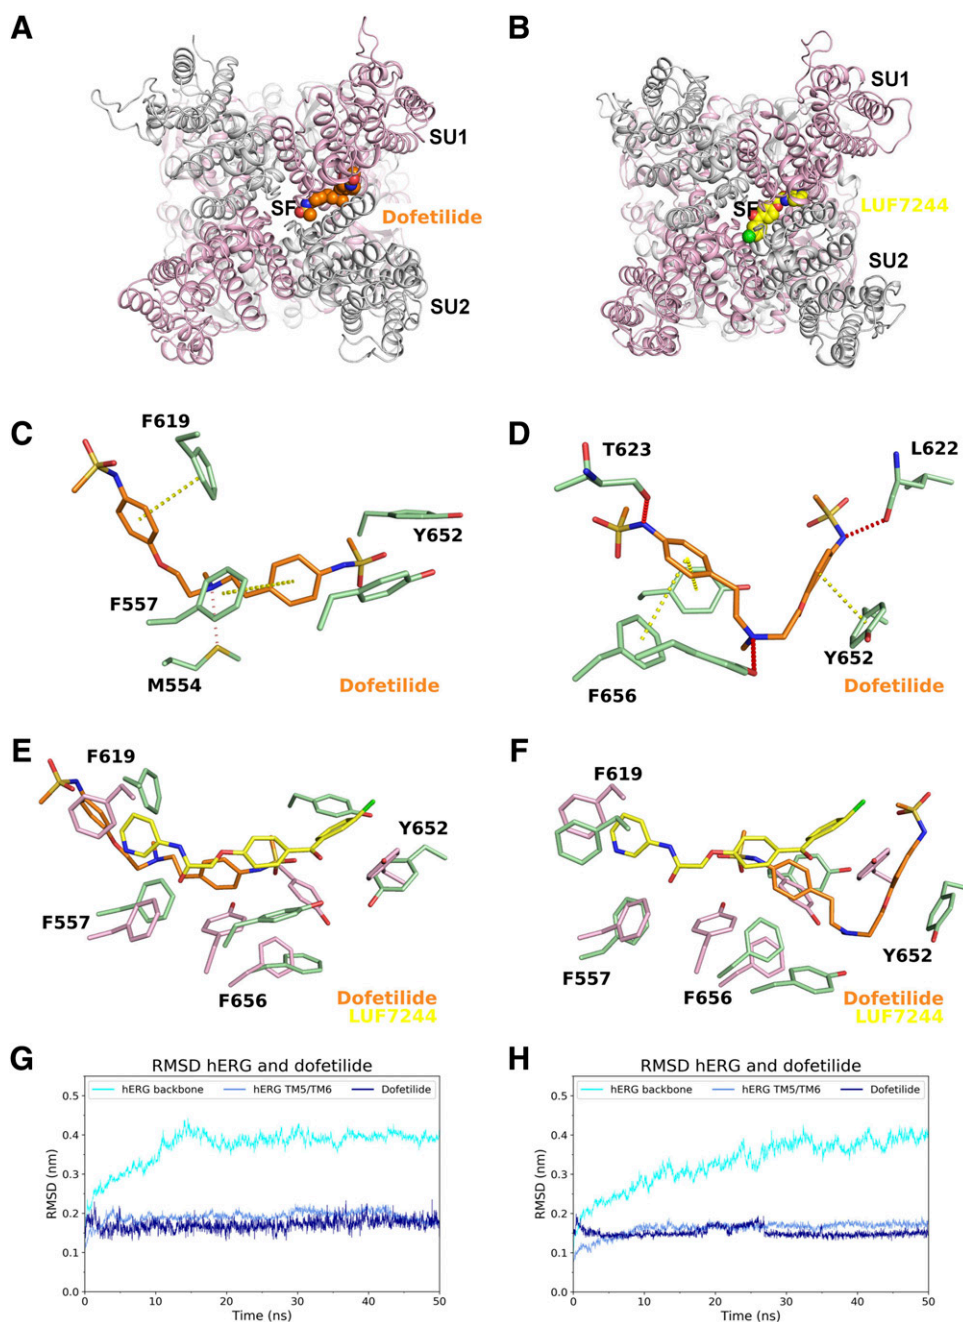 A
SU1
SF
Dofetilide
SU2
B
SU1
SF
LUF7244
SU2
C
F619
Y652
F557
M554
Dofetilide
D
T623
L622
Y652
F656
Dofetilide
E
F619
Y652
F557
F656
Dofetilide
LUF7244
F
F619
F557
F656
Y652
Dofetilide
LUF7244
G
RMSD hERG and dofetilide
hERG backbone hERG TM5/TM6 Dofetilide
RMSD (nm)
0.5
0.4
0.3
0.2
0.1
0.0
0 10 20 30 40 50
Time (ns)
H
RMSD hERG and dofetilide
hERG backbone hERG TM5/TM6 Dofetilide
RMSD (nm)
0.5
0.4
0.3
0.2
0.1
0.0
0 10 20 30 40 50
Time (ns)